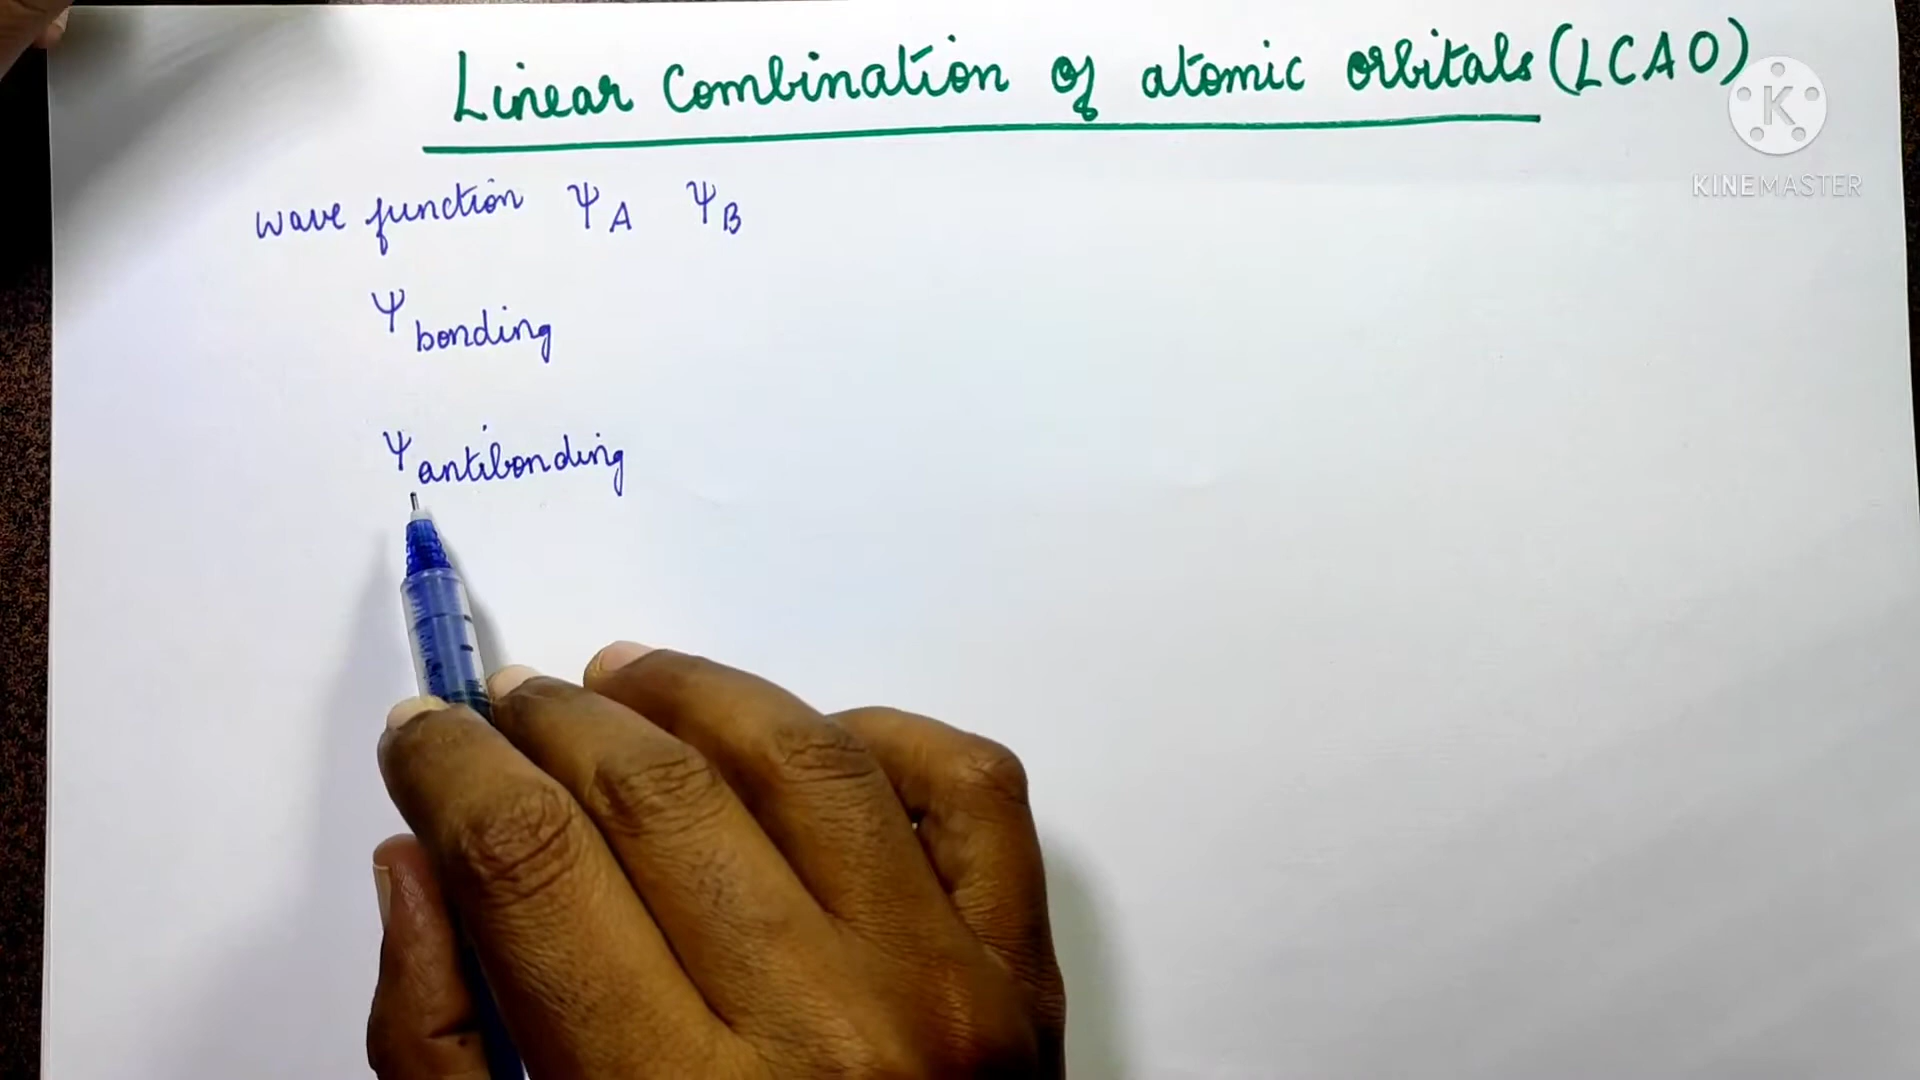 Linear Combination of atomic orbitals (LCAO)
K
KINEMASTER
wave function ΨA ΨB
Ψbonding
Ψantibonding